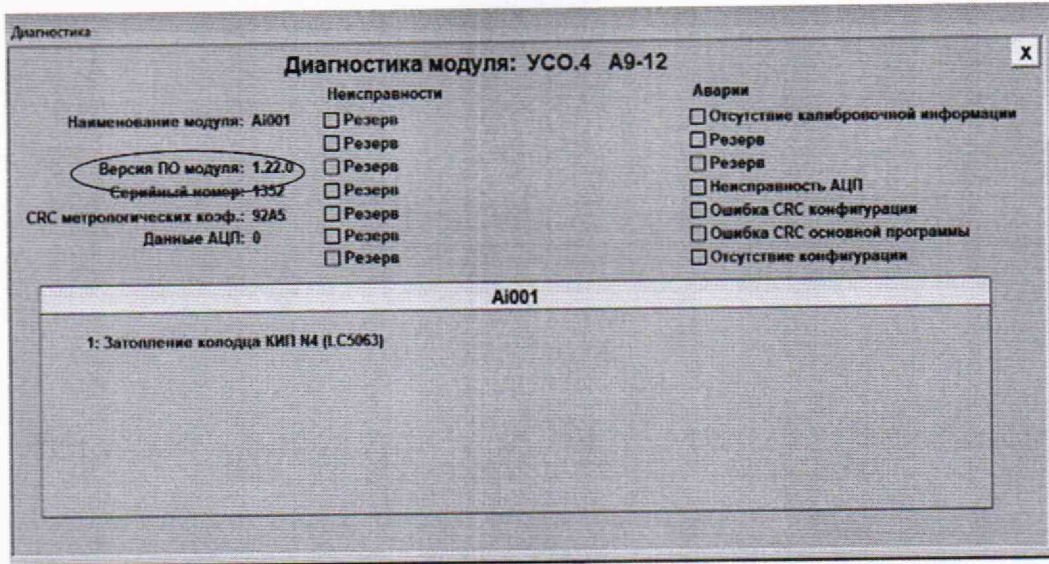 Диагностика
Диагностика модуля: УСО.4 А9-12
X
Неисправности
Аварии
Наименование модуля: Ai001
Резерв
Отсутствие калибровочной информации
Резерв
Резерв
Версия ПО модуля: 1.22.0
Резерв
Резерв
Серийный номер: 1352
Резерв
Неисправность АЦП
CRC метрологических коэф.: 92A5
Резерв
Ошибка CRC конфигурации
Данные АЦП: 0
Резерв
Ошибка CRC основной программы
Резерв
Отсутствие конфигурации
Ai001
1: Затопление колодца КИП N4 (LC5063)